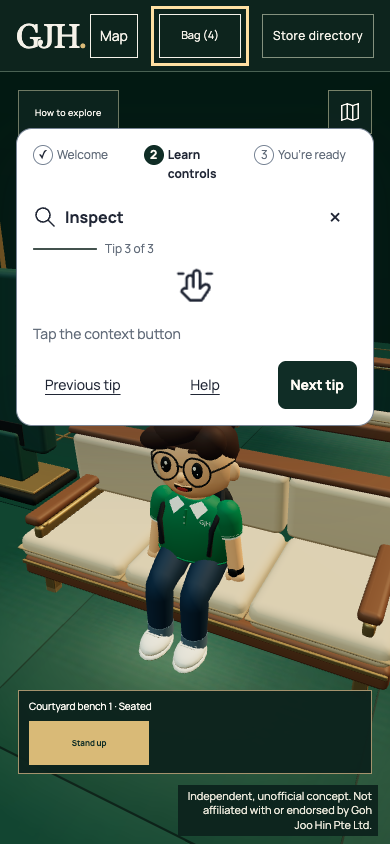 GJH.
Map
Bag (4)
Store directory
How to explore
✓ Welcome
2 Learn
controls
3 You're ready
Inspect
Tip 3 of 3
Tap the context button
Previous tip
Help
Next tip
GJH
Courtyard bench 1 · Seated
Stand up
Independent, unofficial concept. Not
affiliated with or endorsed by Goh
Joo Hin Pte Ltd.